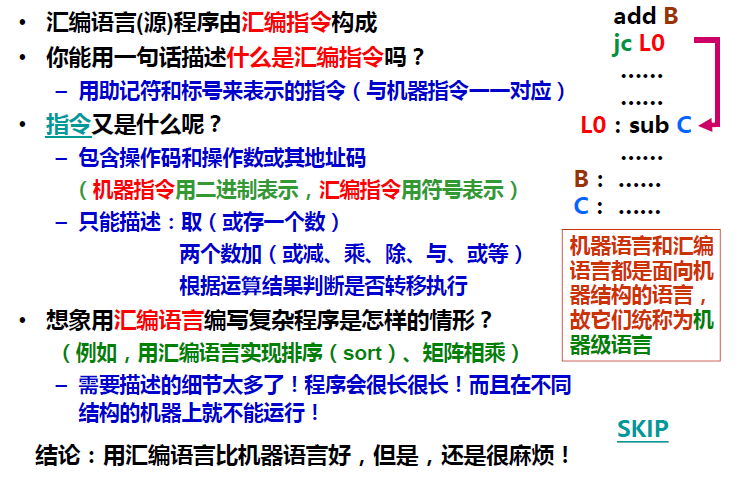 • 汇编语言(源)程序由汇编指令构成
• 你能用一句话描述什么是汇编指令吗？
– 用助记符和标号来表示的指令（与机器指令一一对应）
• 指令又是什么呢？
– 包含操作码和操作数或其地址码
（机器指令用二进制表示，汇编指令用符号表示）
– 只能描述：取（或存一个数）
两个数加（或减、乘、除、与、或等）
根据运算结果判断是否转移执行
• 想象用汇编语言编写复杂程序是怎样的情形？
（例如，用汇编语言实现排序（sort）、矩阵相乘）
– 需要描述的细节太多了！程序会很长很长！而且在不同
结构的机器上就不能运行！
结论：用汇编语言比机器语言好，但是，还是很麻烦！
add B
jc L0
……
……
L0：sub C
……
B：……
C：……
机器语言和汇编
语言都是面向机
器结构的语言，
故它们统称为机
器级语言
SKIP